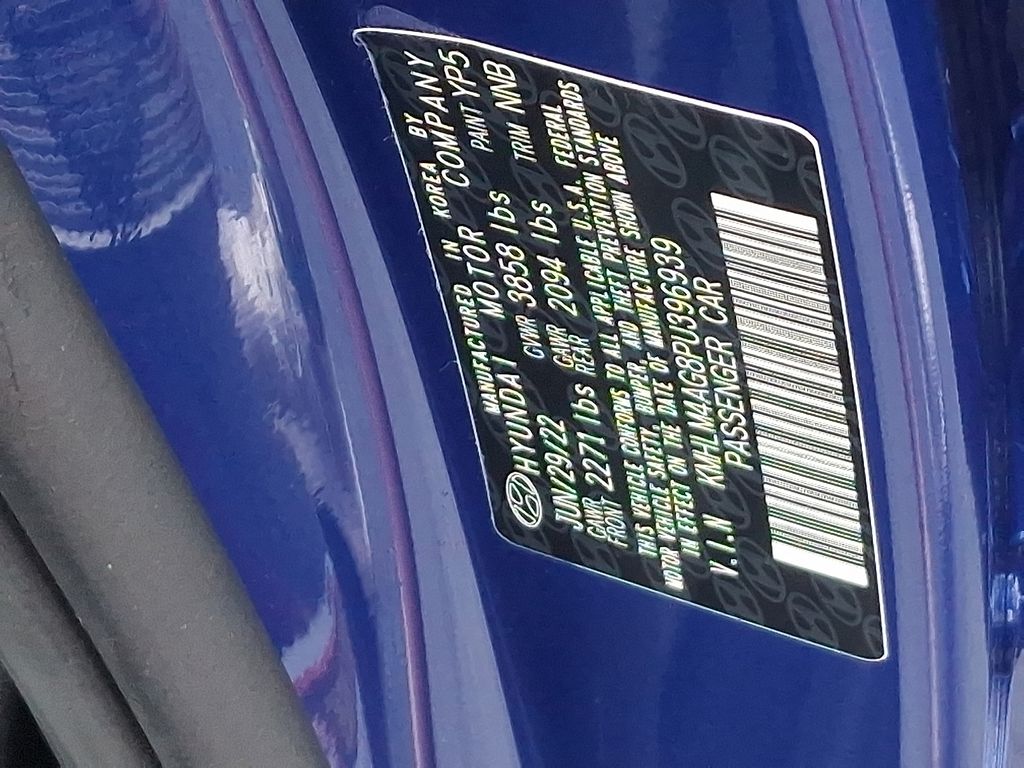 MANUFACTURED IN KOREA BY
HYUNDAI MOTOR COMPANY
JUN/29/22 GVWR 3858 lbs PAINT YP5
GAWR FRONT 2271 lbs GAWR REAR 2094 lbs TRIM NNB
THIS VEHICLE CONFORMS TO ALL APPLICABLE U.S.A. FEDERAL
MOTOR VEHICLE SAFETY, BUMPER, AND THEFT PREVENTION STANDARDS
IN EFFECT ON THE DATE OF MANUFACTURE SHOWN ABOVE
V.I.N KMHLM4AG8PU396939
PASSENGER CAR